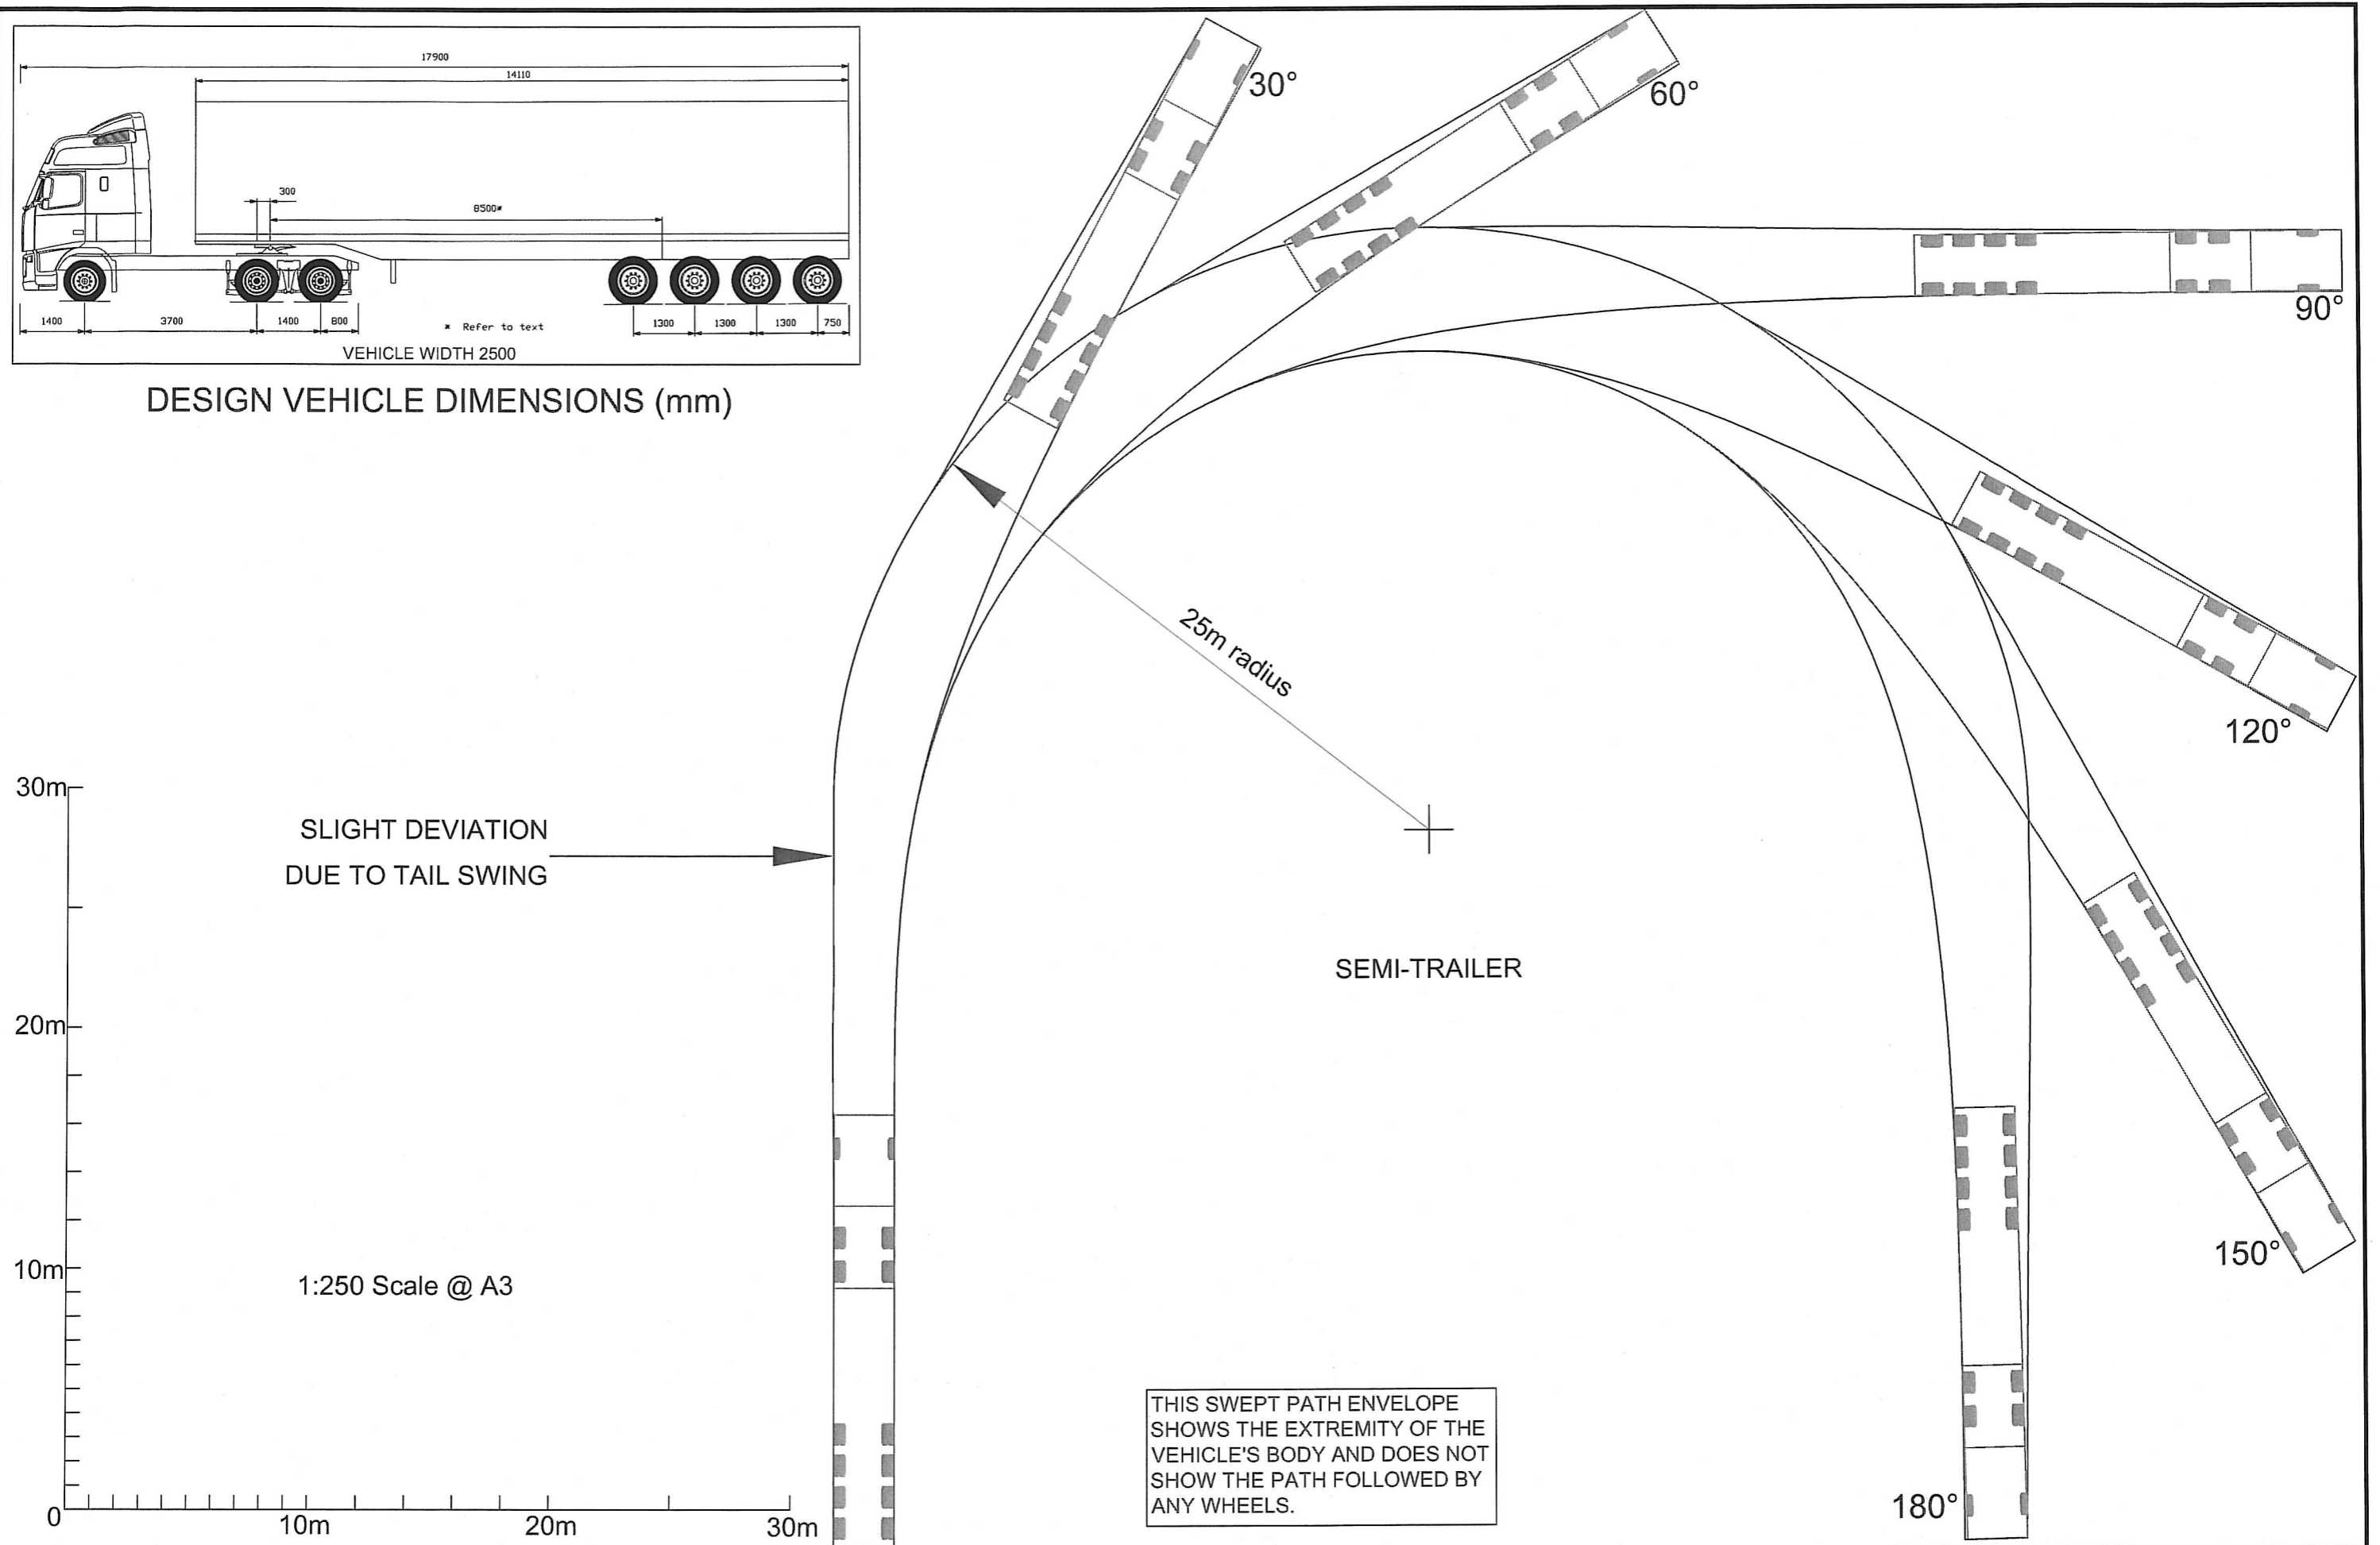 17900
14110
300
8500*
1400
3700
1400
800
* Refer to text
1300
1300
1300
750
VEHICLE WIDTH 2500
DESIGN VEHICLE DIMENSIONS (mm)
30°
60°
90°
120°
150°
180°
25m radius
SLIGHT DEVIATION
DUE TO TAIL SWING
SEMI-TRAILER
30m
20m
10m
0
10m
20m
30m
1:250 Scale @ A3
THIS SWEPT PATH ENVELOPE
SHOWS THE EXTREMITY OF THE
VEHICLE'S BODY AND DOES NOT
SHOW THE PATH FOLLOWED BY
ANY WHEELS.